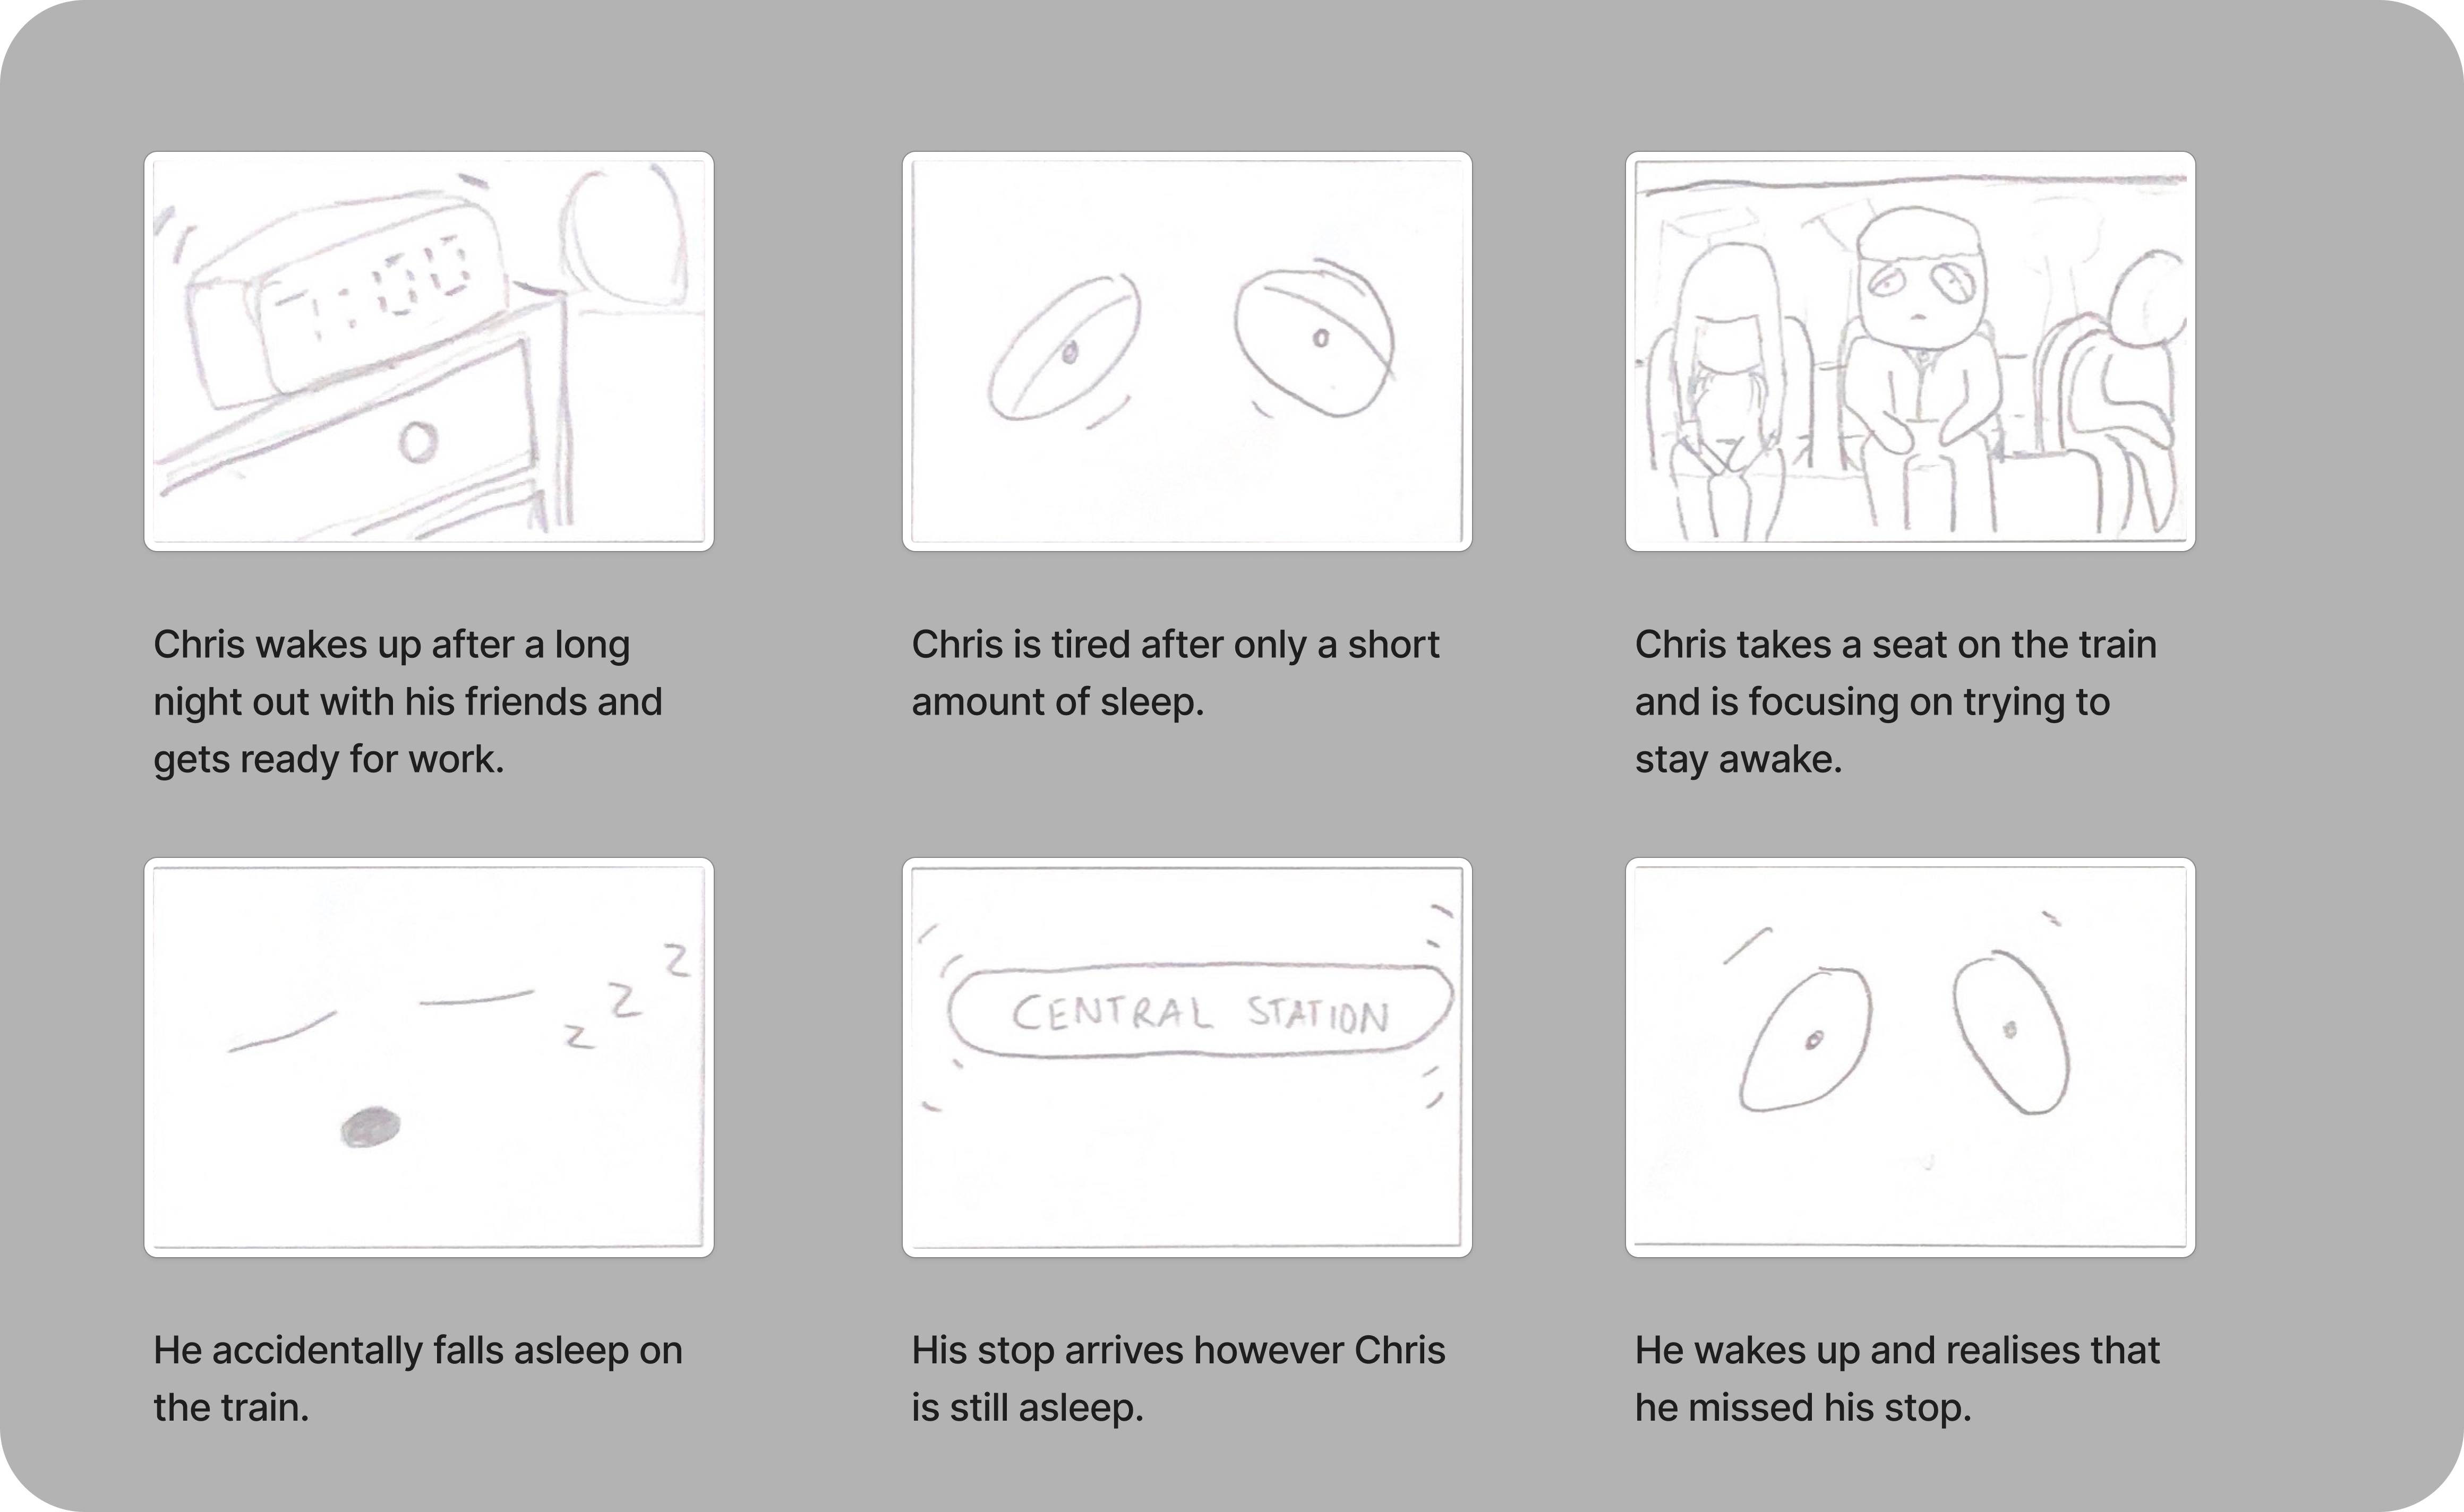 Chris wakes up after a long
night out with his friends and
gets ready for work.
Chris is tired after only a short
amount of sleep.
Chris takes a seat on the train
and is focusing on trying to
stay awake.
z z z
He accidentally falls asleep on
the train.
CENTRAL STATION
His stop arrives however Chris
is still asleep.
He wakes up and realises that
he missed his stop.